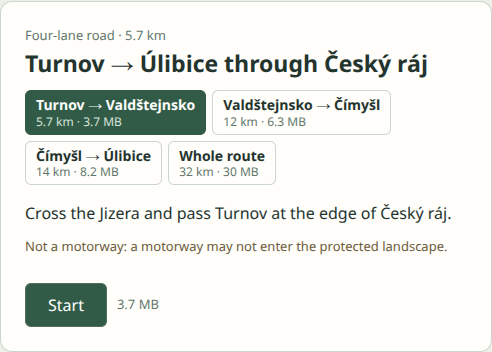 Four-lane road · 5.7 km
Turnov → Úlibice through Český ráj
Turnov → Valdštejnsko
5.7 km · 3.7 MB
Valdštejnsko → Čímyšl
12 km · 6.3 MB
Čímyšl → Úlibice
14 km · 8.2 MB
Whole route
32 km · 30 MB
Cross the Jizera and pass Turnov at the edge of Český ráj.
Not a motorway: a motorway may not enter the protected landscape.
Start
3.7 MB